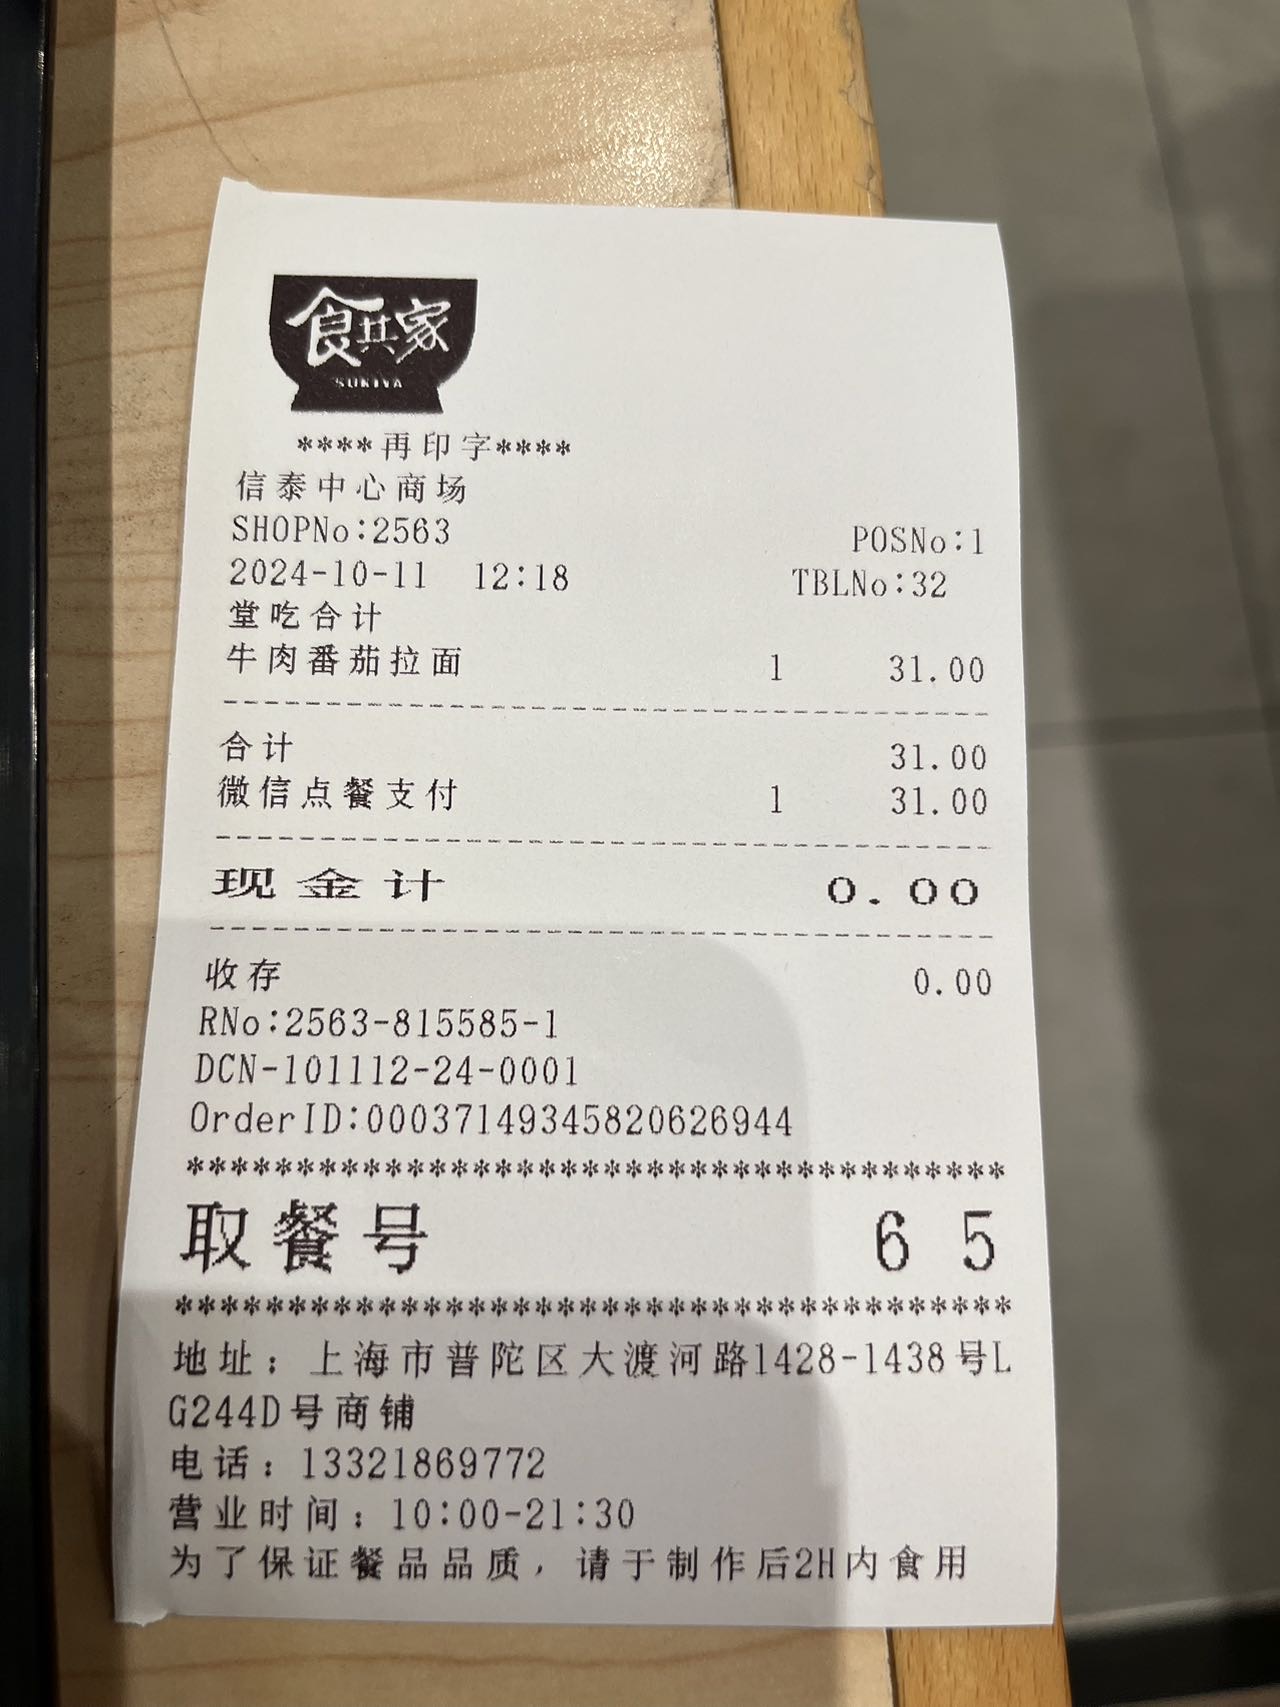 食其家
SUKIYA
****再印字****
信泰中心商场
SHOPNo:2563 POSNo:1
2024-10-11 12:18 TBLNo:32
堂吃合计
牛肉番茄拉面 1 31.00
合计 31.00
微信点餐支付 1 31.00
现金计 0.00
收存 0.00
RNo:2563-815585-1
DCN-101112-24-0001
OrderID:00037149345820626944
**************************************
取餐号 65
**************************************
地址：上海市普陀区大渡河路1428-1438号L
G244D号商铺
电话：13321869772
营业时间：10:00-21:30
为了保证餐品品质，请于制作后2H内食用